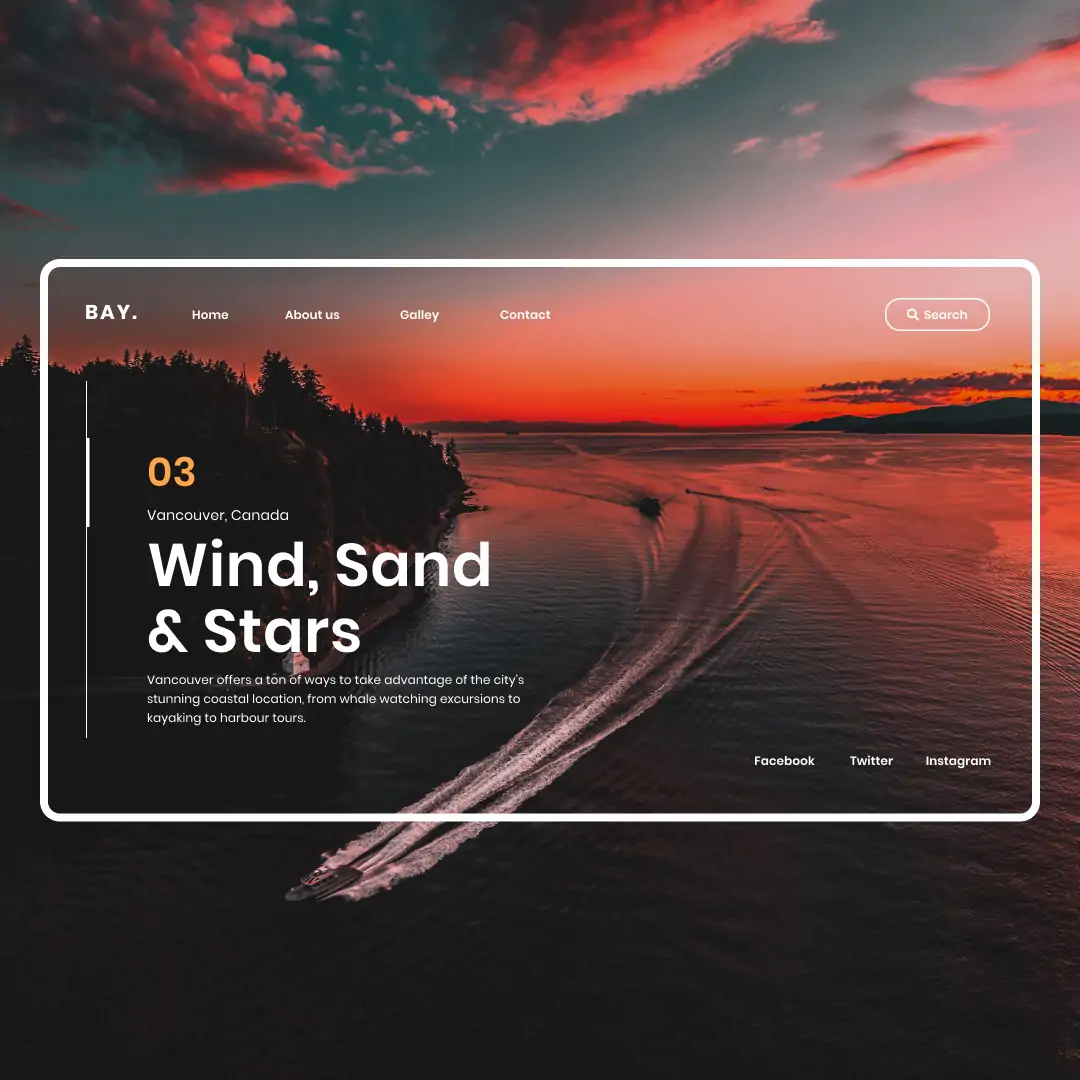 BAY.
Home
About us
Galley
Contact
Search
03
Vancouver, Canada
Wind, Sand
& Stars
Vancouver offers a ton of ways to take advantage of the city's
stunning coastal location, from whale watching excursions to
kayaking to harbour tours.
Facebook
Twitter
Instagram